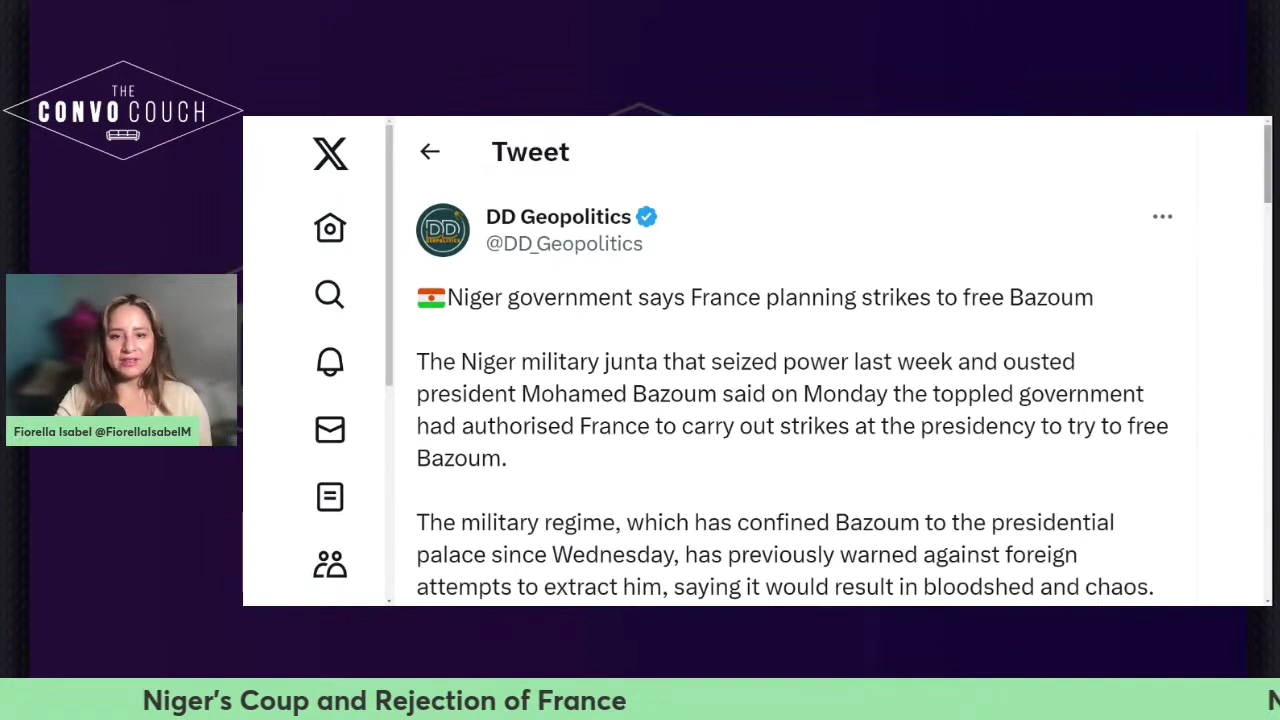 THE
CONVO COUCH
Tweet
DD Geopolitics
@DD_Geopolitics
Niger government says France planning strikes to free Bazoum
The Niger military junta that seized power last week and ousted
president Mohamed Bazoum said on Monday the toppled government
had authorised France to carry out strikes at the presidency to try to free
Bazoum.
The military regime, which has confined Bazoum to the presidential
palace since Wednesday, has previously warned against foreign
attempts to extract him, saying it would result in bloodshed and chaos.
Fiorella Isabel @FiorellaIsabelM
Niger's Coup and Rejection of France
N